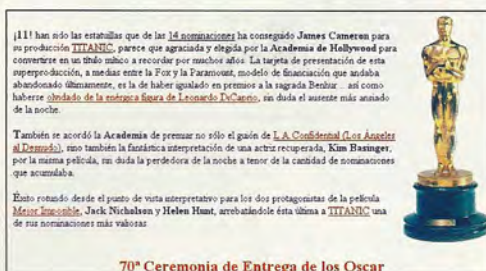 ¡11! han sido las estatuillas que de las 14 nominaciones ha conseguido James Cameron para
su producción TITANIC, parece que agraciada y elegida por la Academia de Hollywood para
convertirse en un título mítico a recordar por muchos años. La tarjeta de presentación de esta
superproducción, a medias entre la Fox y la Paramount, modelo de financiación que andaba
abandonado últimamente, es la de haber igualado en premios a la sagrada Benhur... así como
haberse olvidado de la enérgica figura de Leonardo DiCaprio, sin duda el ausente más ansiado
de la noche.
También se acordó la Academia de premiar no sólo el guión de L.A. Confidential (Los Ángeles
al Desnudo), sino también la fantástica interpretación de una actriz recuperada, Kim Basinger,
por la misma película, sin duda la perdedora de la noche a tenor de la cantidad de nominaciones
que acumulaba.
Éxito rotundo desde el punto de vista interpretativo para los dos protagonistas de la película
Mejor Imposible, Jack Nicholson y Helen Hunt, arrebatándole ésta última a TITANIC una
de sus nominaciones más valiosas.
70ª Ceremonia de Entrega de los Oscar